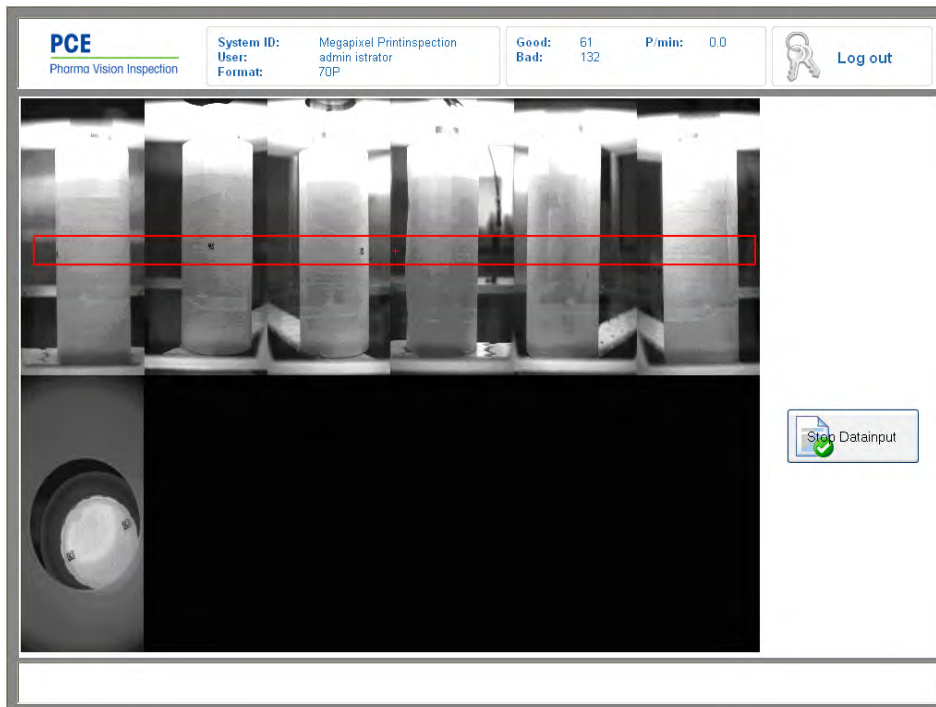 PCE
Pharma Vision Inspection
System ID: Megapixel Printinspection
User: admin istrator
Format: 70P
Good: 61
Bad: 132
P/min: 0.0
Log out
Stop Datainput